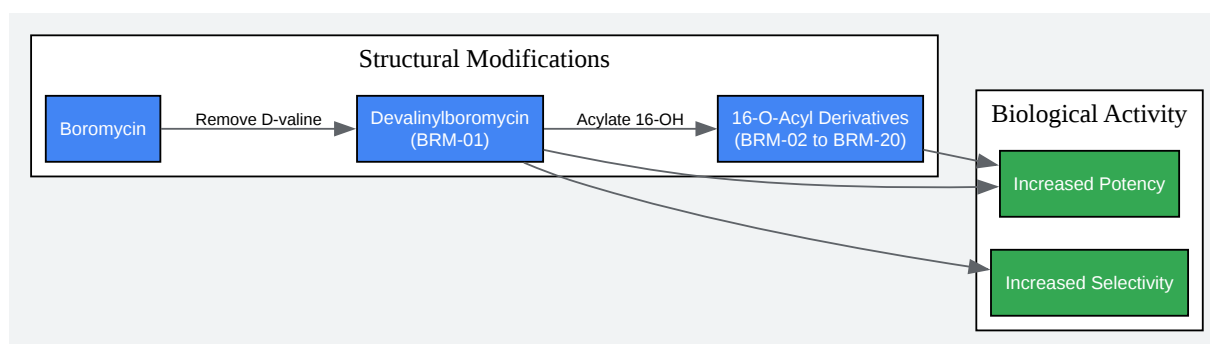 Structural Modifications
Boromycin
Remove D-valine
Devalinylboromycin
(BRM-01)
Acylate 16-OH
16-O-Acyl Derivatives
(BRM-02 to BRM-20)
Biological Activity
Increased Potency
Increased Selectivity